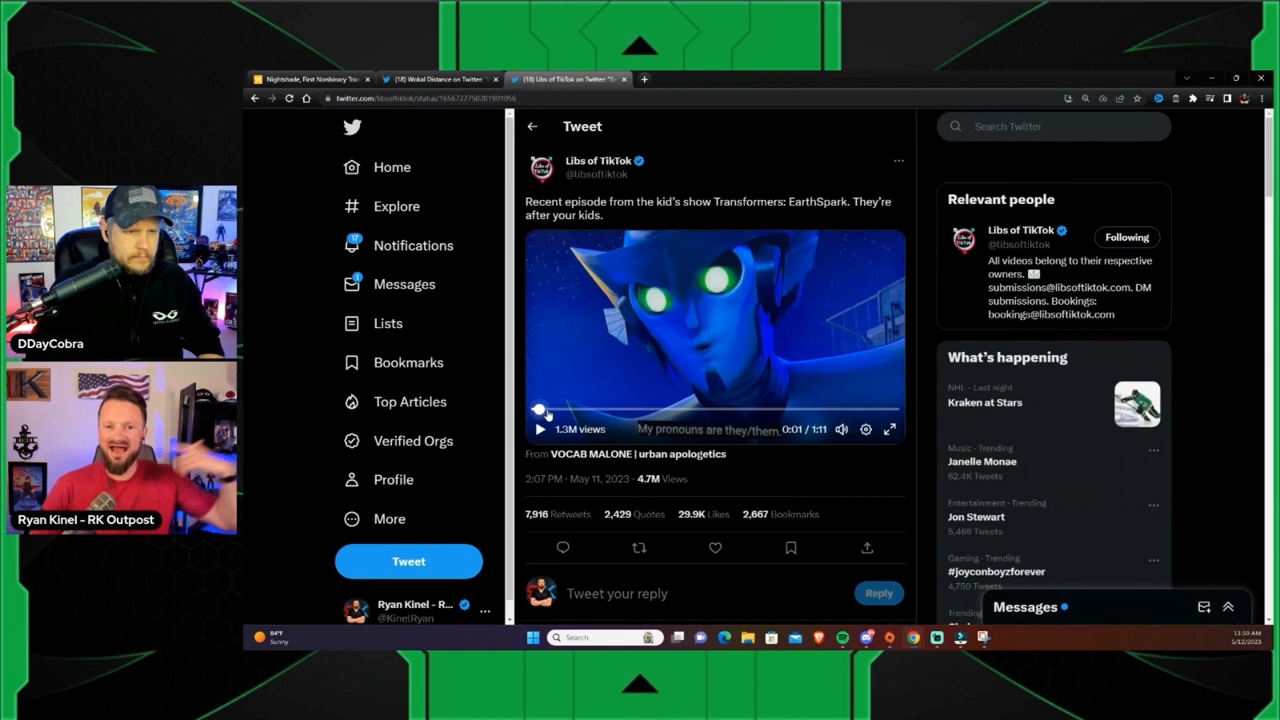 Nightshade, First Nonbinary Tra
(18) Wokal Distance on Twitter
(18) Libs of TikTok on Twitter: "Re
twitter.com/libsoftiktok/status/1656722750201901056
Home
Explore
17
Notifications
1
Messages
Lists
Bookmarks
Top Articles
Verified Orgs
Profile
More
Tweet
Ryan Kinel - R...
@KinelRyan
Tweet
Libs of TikTok
@libsoftiktok
Recent episode from the kid's show Transformers: EarthSpark. They're
after your kids.
My pronouns are they/them.
1.3M views
0:01 / 1:11
From VOCAB MALONE | urban apologetics
2:07 PM · May 11, 2023 · 4.7M Views
7,916 Retweets 2,429 Quotes 29.9K Likes 2,667 Bookmarks
Tweet your reply
Reply
Search Twitter
Relevant people
Libs of TikTok
@libsoftiktok
Following
All videos belong to their respective
owners.
submissions@libsoftiktok.com. DM
submissions. Bookings:
bookings@libsoftiktok.com
What's happening
NHL · Last night
Kraken at Stars
Music · Trending
Janelle Monae
62.4K Tweets
Entertainment · Trending
Jon Stewart
5,466 Tweets
Gaming · Trending
#joyconboyzforever
4,750 Tweets
Trending
Messages
DDayCobra
Ryan Kinel - RK Outpost
84°F
Sunny
Search
11:50 AM
5/12/2023